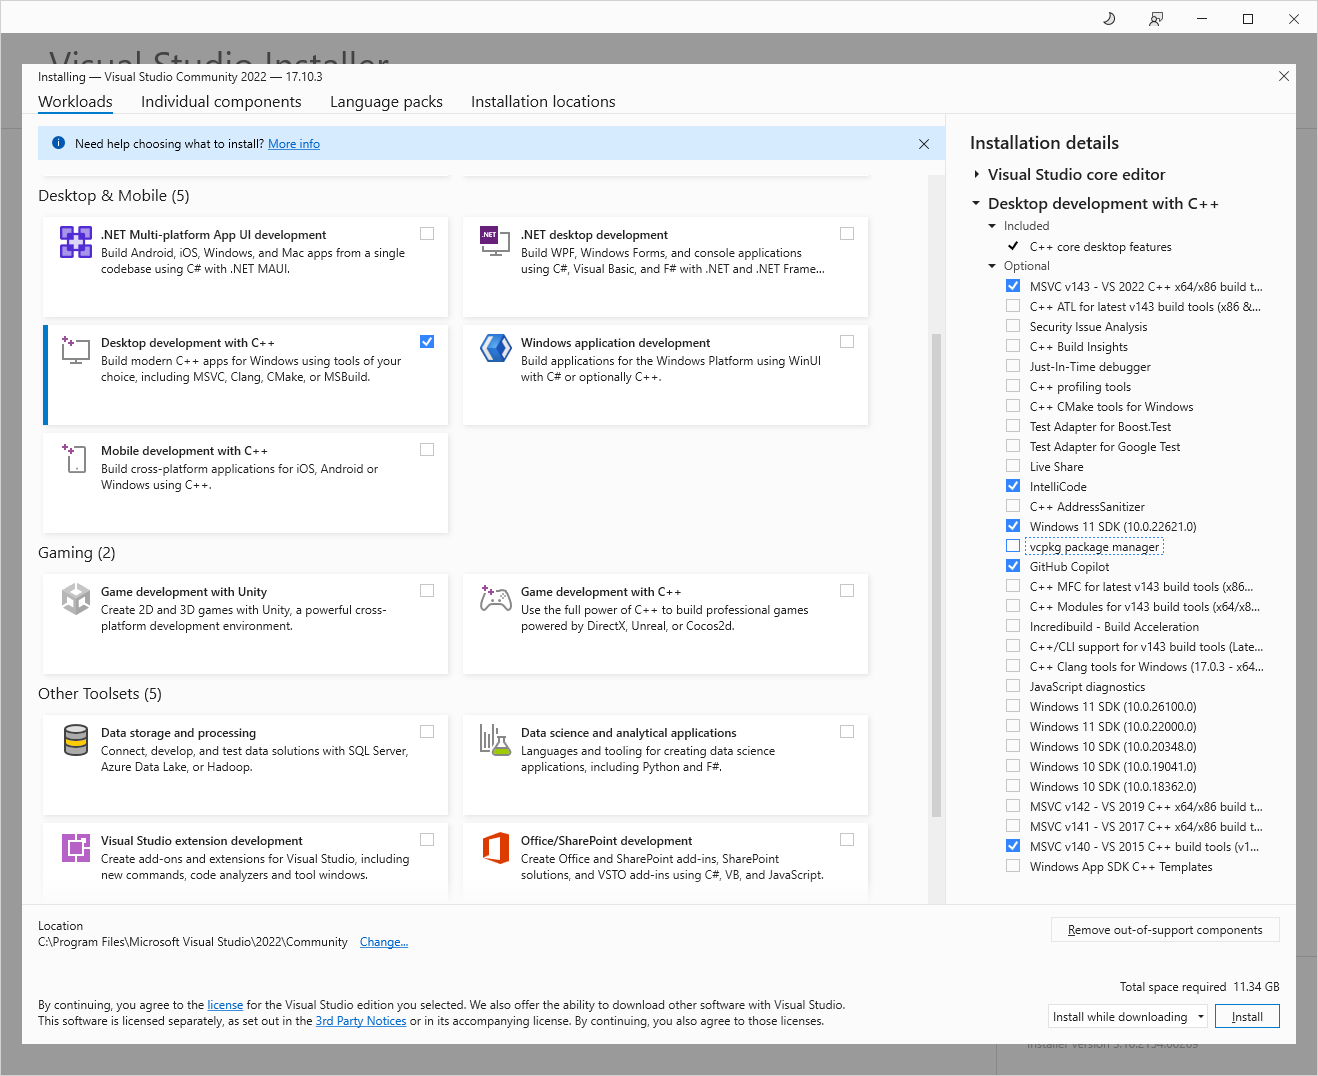 Visual Studio Installer
Installing — Visual Studio Community 2022 — 17.10.3
Workloads
Individual components
Language packs
Installation locations
Need help choosing what to install? More info
Desktop & Mobile (5)
.NET Multi-platform App UI development
Build Android, iOS, Windows, and Mac apps from a single
codebase using C# with .NET MAUI.
.NET
.NET desktop development
Build WPF, Windows Forms, and console applications
using C#, Visual Basic, and F# with .NET and .NET Frame...
Desktop development with C++
Build modern C++ apps for Windows using tools of your
choice, including MSVC, Clang, CMake, or MSBuild.
Windows application development
Build applications for the Windows Platform using WinUI
with C# or optionally C++.
Mobile development with C++
Build cross-platform applications for iOS, Android or
Windows using C++.
Gaming (2)
Game development with Unity
Create 2D and 3D games with Unity, a powerful cross-
platform development environment.
Game development with C++
Use the full power of C++ to build professional games
powered by DirectX, Unreal, or Cocos2d.
Other Toolsets (5)
Data storage and processing
Connect, develop, and test data solutions with SQL Server,
Azure Data Lake, or Hadoop.
Data science and analytical applications
Languages and tooling for creating data science
applications, including Python and F#.
Visual Studio extension development
Create add-ons and extensions for Visual Studio, including
new commands, code analyzers and tool windows.
Office/SharePoint development
Create Office and SharePoint add-ins, SharePoint
solutions, and VSTO add-ins using C#, VB, and JavaScript.
Installation details
Visual Studio core editor
Desktop development with C++
Included
C++ core desktop features
Optional
MSVC v143 - VS 2022 C++ x64/x86 build t...
C++ ATL for latest v143 build tools (x86 &...
Security Issue Analysis
C++ Build Insights
Just-In-Time debugger
C++ profiling tools
C++ CMake tools for Windows
Test Adapter for Boost.Test
Test Adapter for Google Test
Live Share
IntelliCode
C++ AddressSanitizer
Windows 11 SDK (10.0.22621.0)
vcpkg package manager
GitHub Copilot
C++ MFC for latest v143 build tools (x86...
C++ Modules for v143 build tools (x64/x8...
Incredibuild - Build Acceleration
C++/CLI support for v143 build tools (Late...
C++ Clang tools for Windows (17.0.3 - x64...
JavaScript diagnostics
Windows 11 SDK (10.0.26100.0)
Windows 11 SDK (10.0.22000.0)
Windows 10 SDK (10.0.20348.0)
Windows 10 SDK (10.0.19041.0)
Windows 10 SDK (10.0.18362.0)
MSVC v142 - VS 2019 C++ x64/x86 build t...
MSVC v141 - VS 2017 C++ x64/x86 build t...
MSVC v140 - VS 2015 C++ build tools (v1...
Windows App SDK C++ Templates
Location
C:\Program Files\Microsoft Visual Studio\2022\Community Change...
Remove out-of-support components
Total space required 11.34 GB
By continuing, you agree to the license for the Visual Studio edition you selected. We also offer the ability to download other software with Visual Studio.
This software is licensed separately, as set out in the 3rd Party Notices or in its accompanying license. By continuing, you also agree to those licenses.
Install while downloading
Install